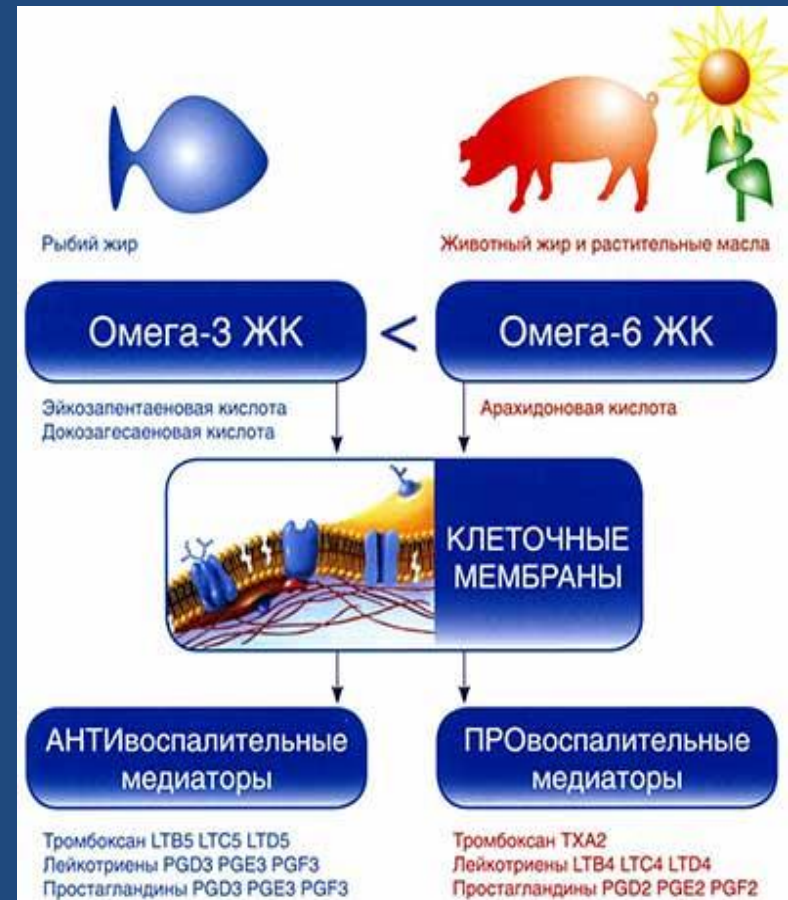 Рыбий жир
Животный жир и растительные масла
Омега-3 ЖК < Омега-6 ЖК
Эйкозапентаеновая кислота
Докозагесаеновая кислота
Арахидоновая кислота
КЛЕТОЧНЫЕ
МЕМБРАНЫ
АНТИвоспалительные
медиаторы
ПРОвоспалительные
медиаторы
Тромбоксан LTB5 LTC5 LTD5
Лейкотриены PGD3 PGE3 PGF3
Простагландины PGD3 PGE3 PGF3
Тромбоксан TXA2
Лейкотриены LTB4 LTC4 LTD4
Простагландины PGD2 PGE2 PGF2